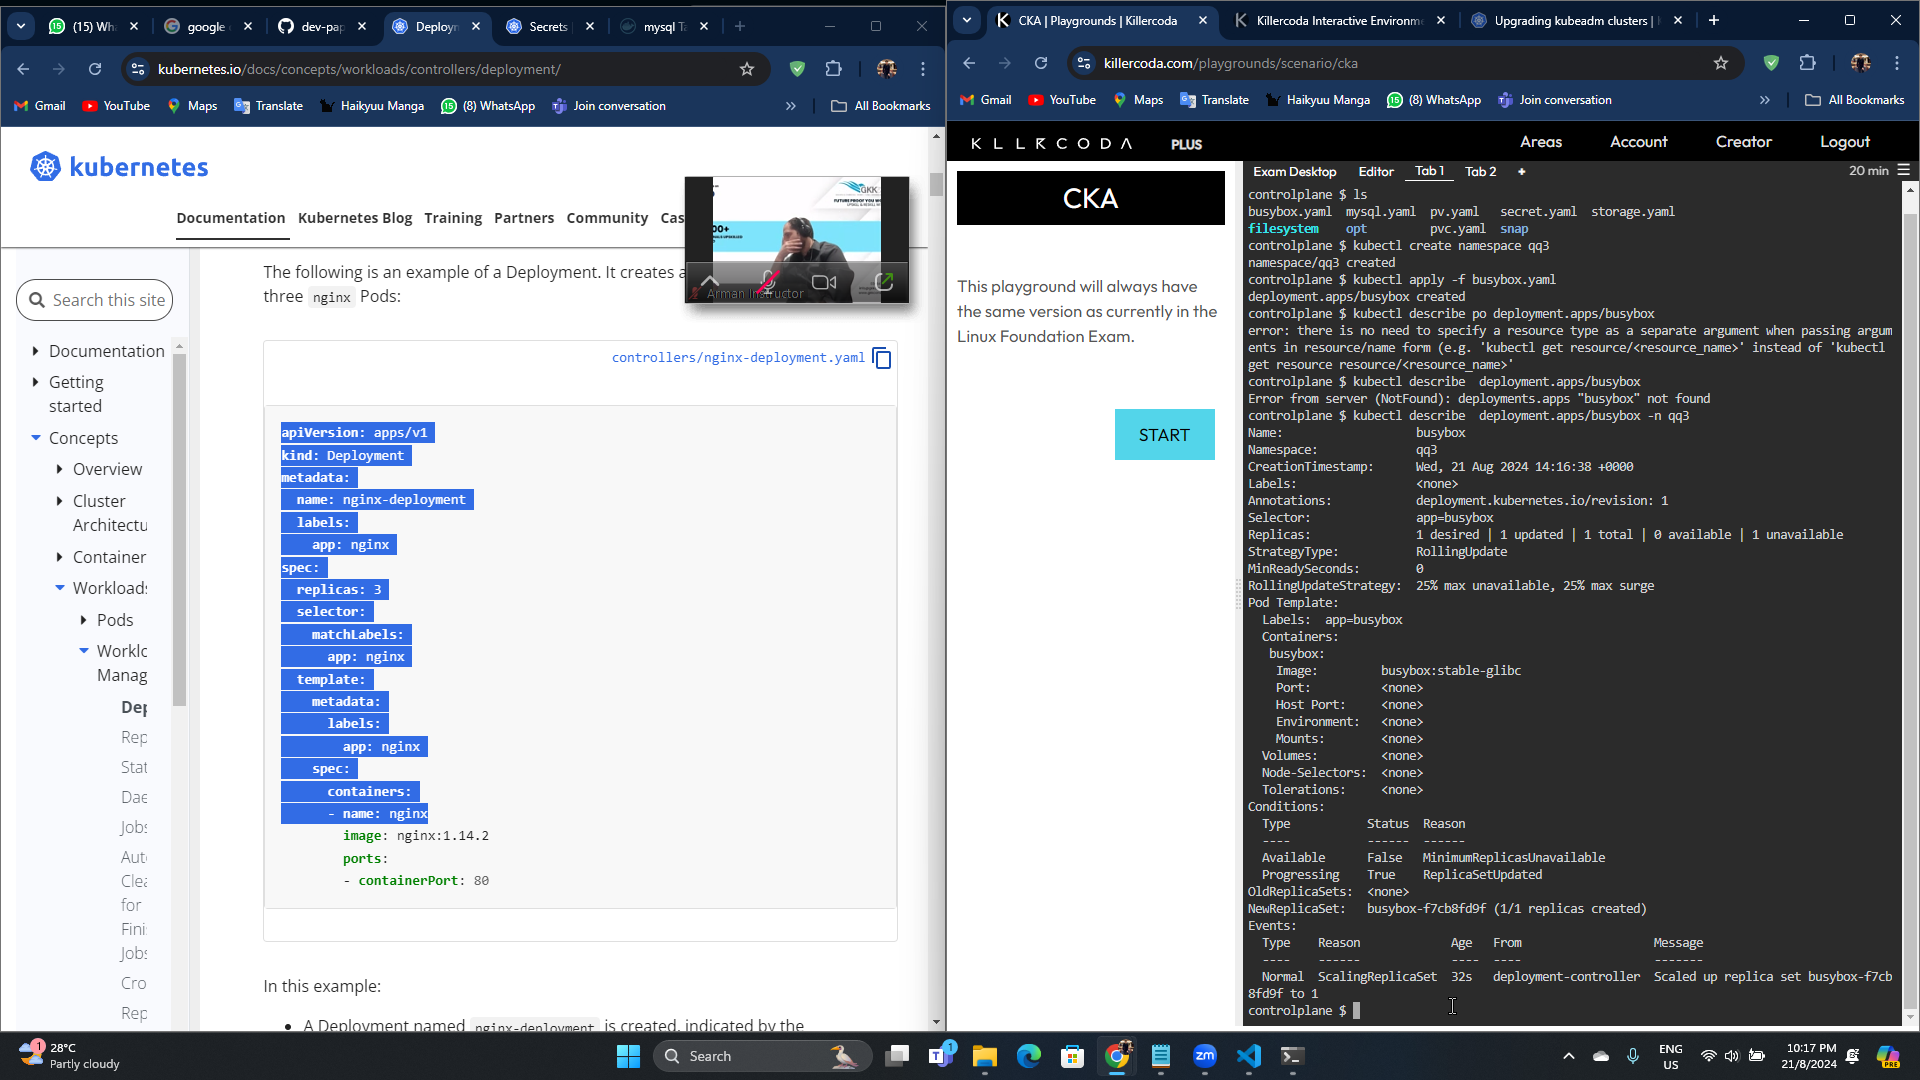 (15) Wh
google
dev-pap
Deploym
Secrets
mysql Ta
kubernetes.io/docs/concepts/workloads/controllers/deployment/
Gmail
YouTube
Maps
Translate
Haikyuu Manga
(8) WhatsApp
Join conversation
»
All Bookmarks
kubernetes
Documentation
Kubernetes Blog
Training
Partners
Community
Cas
Search this site
Documentation
Getting
started
Concepts
Overview
Cluster
Architectu
Container
Workloads
Pods
Worklc
Manag
Dep
Rep
Stat
Dae
Jobs
Aut
Clea
for
Fini
Jobs
Cro
Rep
The following is an example of a Deployment. It creates a
three nginx Pods:
GKK
FUTURE PROOF YOU
00+
Arman Instructor
controllers/nginx-deployment.yaml
apiVersion: apps/v1
kind: Deployment
metadata:
name: nginx-deployment
labels:
app: nginx
spec:
replicas: 3
selector:
matchLabels:
app: nginx
template:
metadata:
labels:
app: nginx
spec:
containers:
- name: nginx
image: nginx:1.14.2
ports:
- containerPort: 80
In this example:
A Deployment named nginx-deployment is created, indicated by the
CKA | Playgrounds | Killercoda
Killercoda Interactive Environm
Upgrading kubeadm clusters |
killercoda.com/playgrounds/scenario/cka
Gmail
YouTube
Maps
Translate
Haikyuu Manga
(8) WhatsApp
Join conversation
»
All Bookmarks
KILLERCODA
PLUS
Areas
Account
Creator
Logout
CKA
This playground will always have
the same version as currently in the
Linux Foundation Exam.
START
Exam Desktop
Editor
Tab 1
Tab 2
+
20 min
controlplane $ ls
busybox.yaml mysql.yaml pv.yaml secret.yaml storage.yaml
filesystem opt pvc.yaml snap
controlplane $ kubectl create namespace qq3
namespace/qq3 created
controlplane $ kubectl apply -f busybox.yaml
deployment.apps/busybox created
controlplane $ kubectl describe po deployment.apps/busybox
error: there is no need to specify a resource type as a separate argument when passing argum
ents in resource/name form (e.g. 'kubectl get resource/<resource_name>' instead of 'kubectl
get resource resource/<resource_name>'
controlplane $ kubectl describe deployment.apps/busybox
Error from server (NotFound): deployments.apps "busybox" not found
controlplane $ kubectl describe deployment.apps/busybox -n qq3
Name: busybox
Namespace: qq3
CreationTimestamp: Wed, 21 Aug 2024 14:16:38 +0000
Labels: <none>
Annotations: deployment.kubernetes.io/revision: 1
Selector: app=busybox
Replicas: 1 desired | 1 updated | 1 total | 0 available | 1 unavailable
StrategyType: RollingUpdate
MinReadySeconds: 0
RollingUpdateStrategy: 25% max unavailable, 25% max surge
Pod Template:
Labels: app=busybox
Containers:
busybox:
Image: busybox:stable-glibc
Port: <none>
Host Port: <none>
Environment: <none>
Mounts: <none>
Volumes: <none>
Node-Selectors: <none>
Tolerations: <none>
Conditions:
Type Status Reason
---- ------ ------
Available False MinimumReplicasUnavailable
Progressing True ReplicaSetUpdated
OldReplicaSets: <none>
NewReplicaSet: busybox-f7cb8fd9f (1/1 replicas created)
Events:
Type Reason Age From Message
---- ------ ---- ---- -------
Normal ScalingReplicaSet 32s deployment-controller Scaled up replica set busybox-f7cb
8fd9f to 1
controlplane $
28°C
Partly cloudy
Search
ENG
US
10:17 PM
21/8/2024